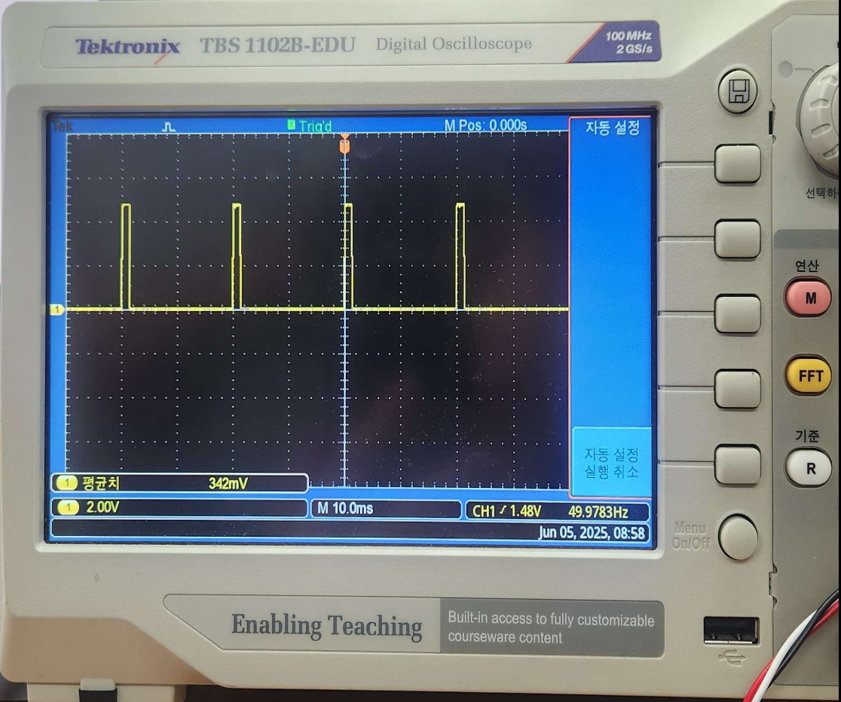 Tektronix TBS 1102B-EDU Digital Oscilloscope
100 MHz
2 GS/s
Tek Trig'd M Pos: 0.000s 자동 설정
선택하
연산
M
FFT
기준
R
1
자동 설정
실행 취소
1 평균치 342mV
1 2.00V M 10.0ms CH1 1.48V 49.9783Hz
Jun 05, 2025, 08:58
Menu
On/Off
Enabling Teaching
Built-in access to fully customizable
courseware content